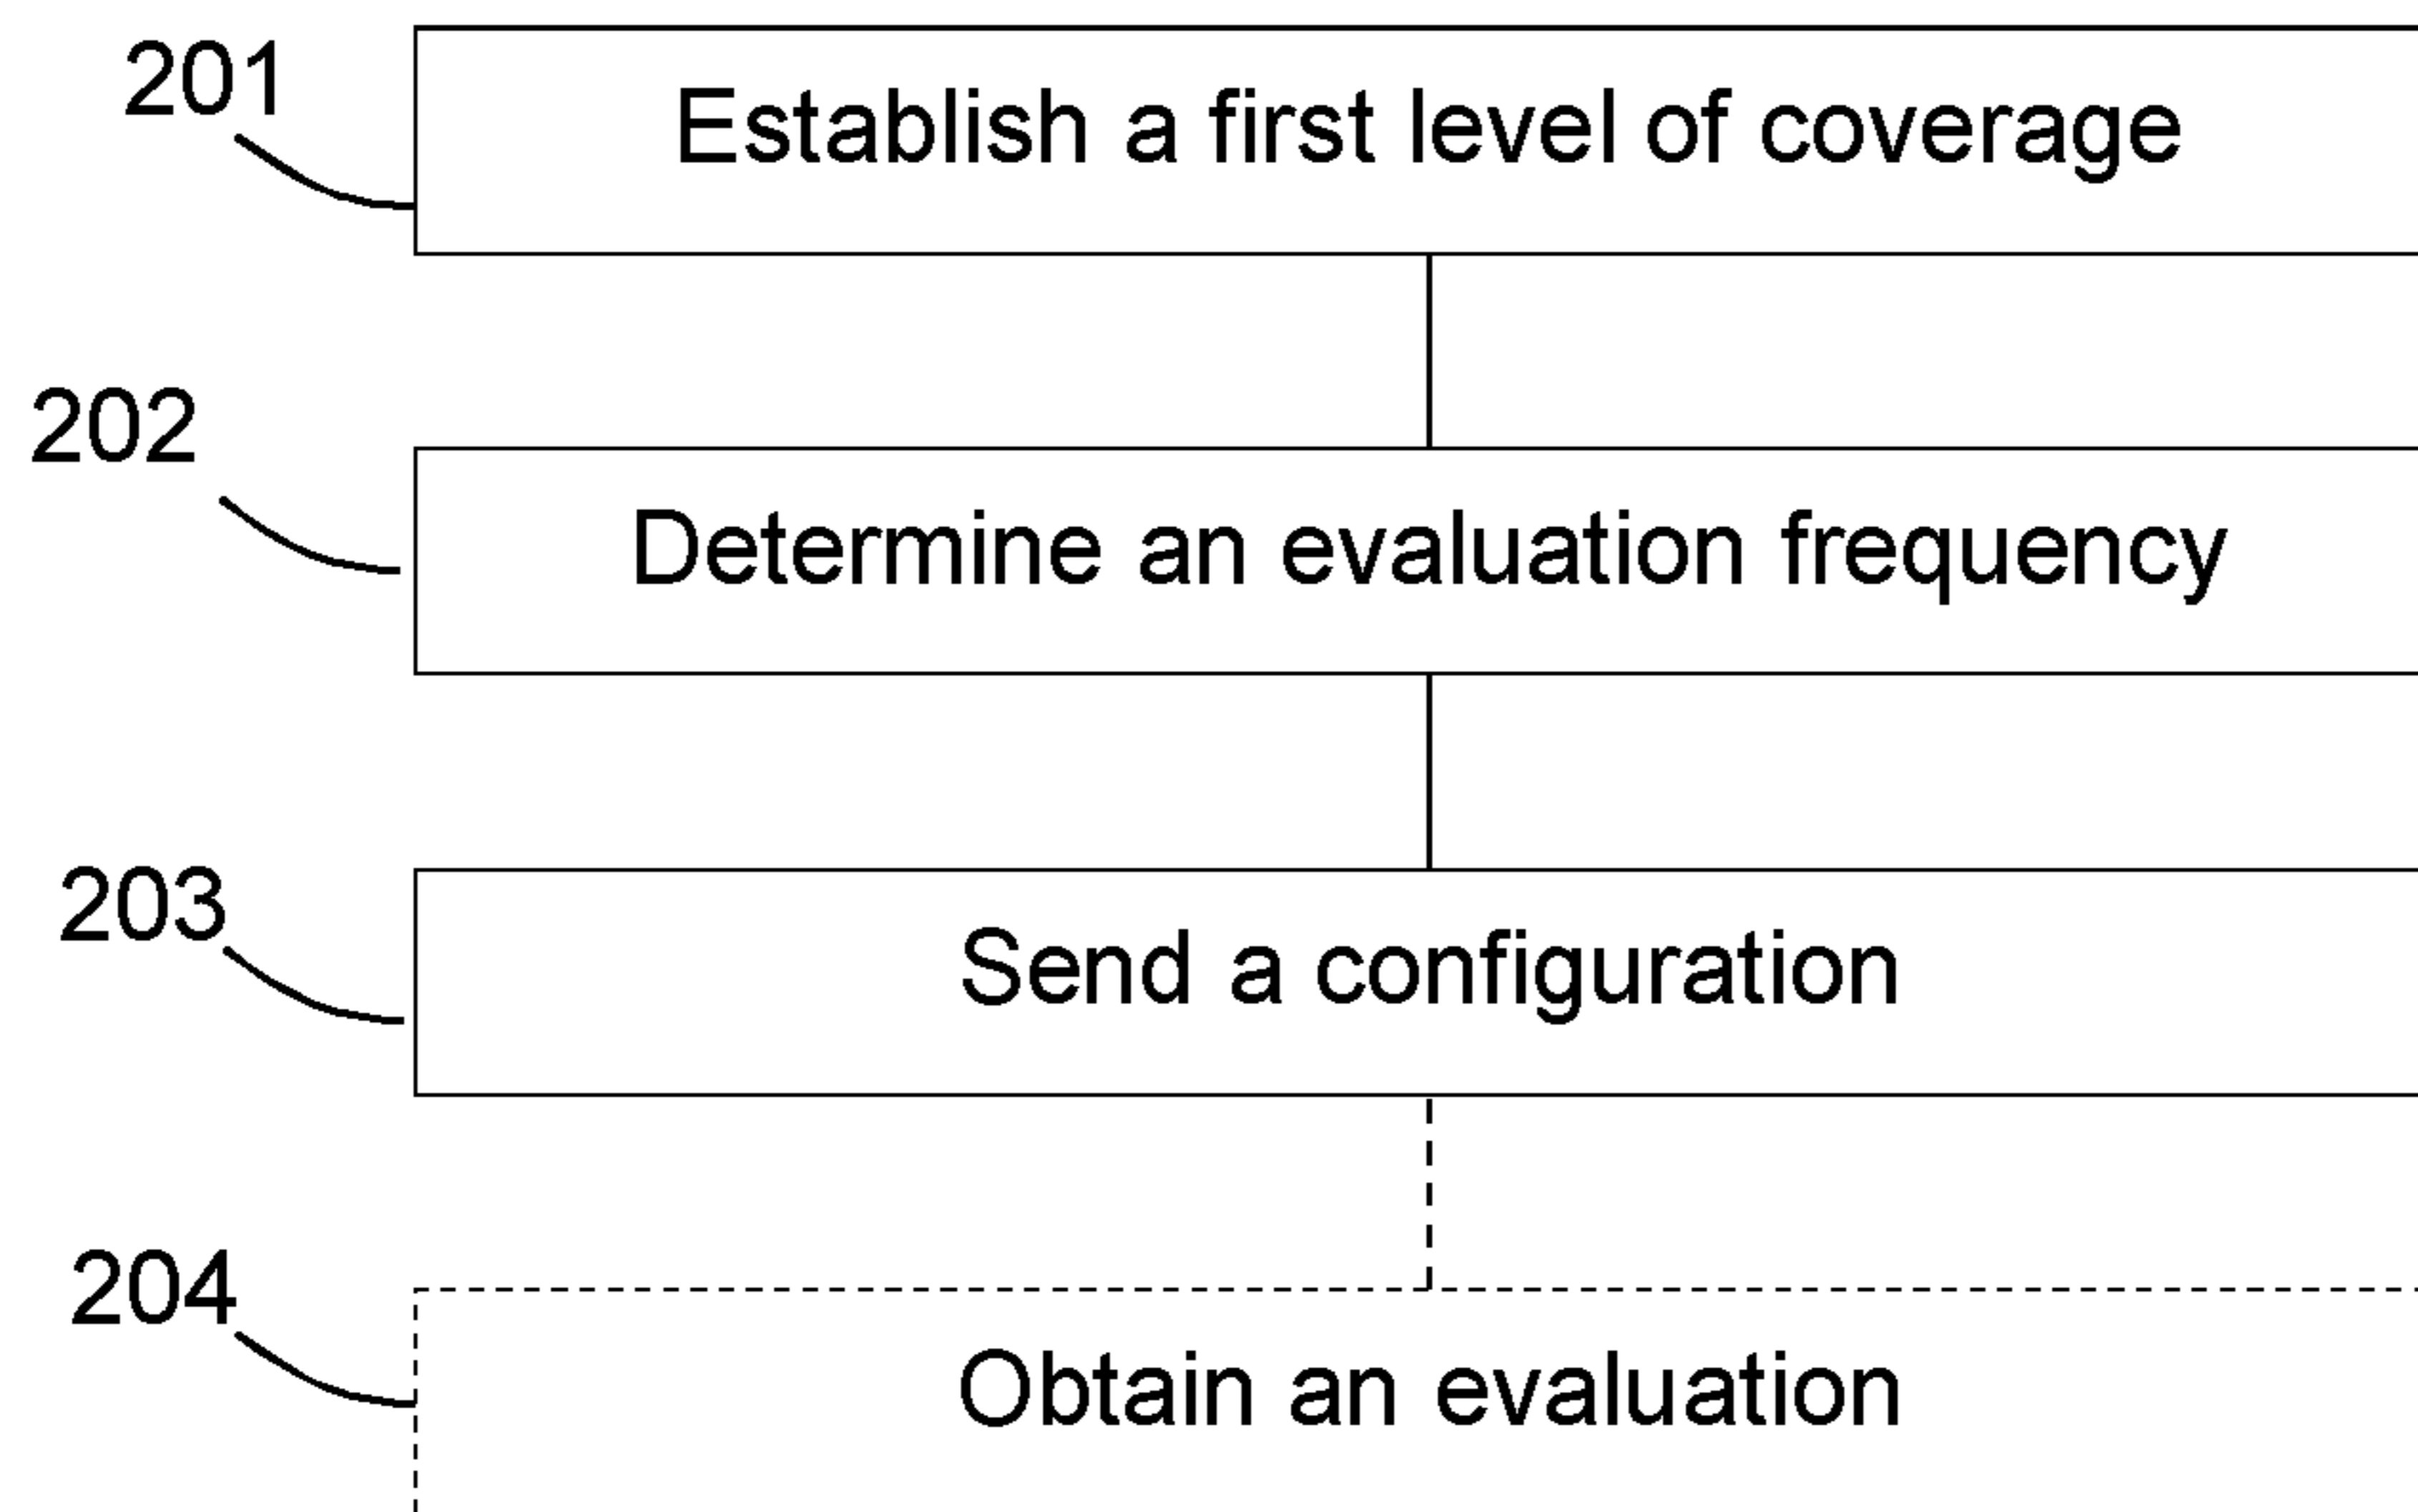 201
Establish a first level of coverage
202
Determine an evaluation frequency
203
Send a configuration
204
Obtain an evaluation